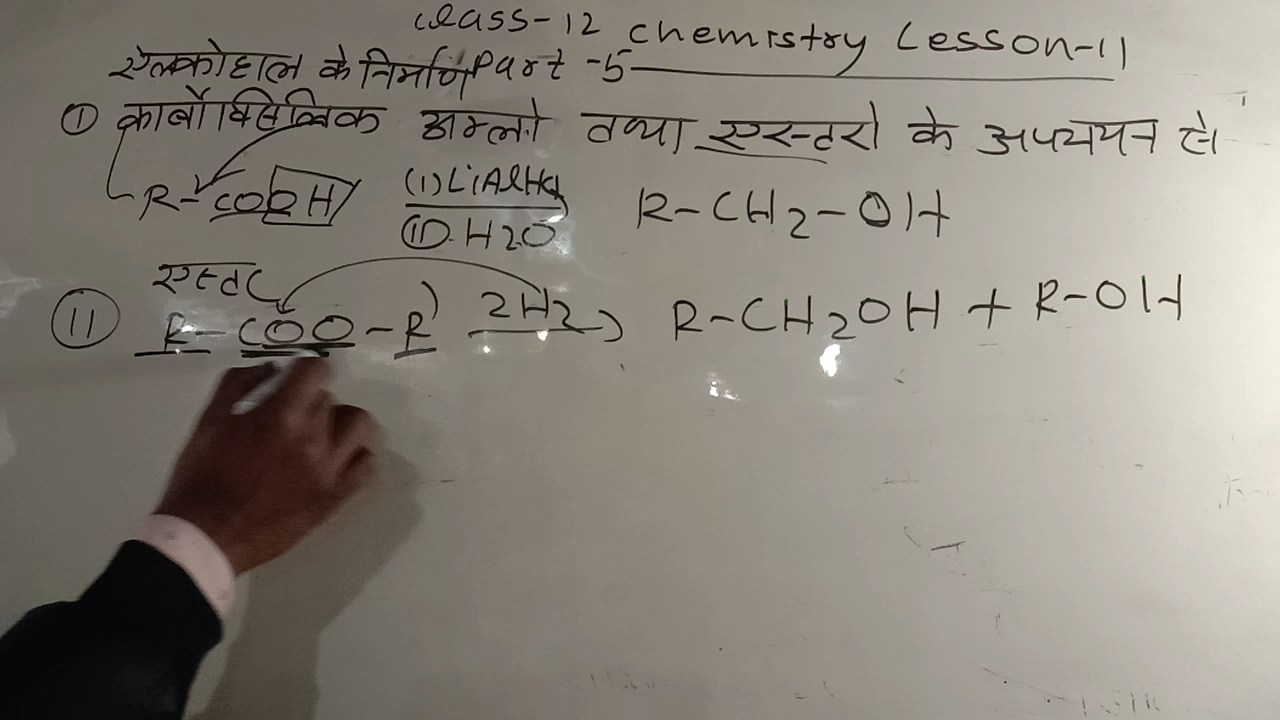 Class-12 chemistry Lesson-11
ऐल्कोहाल के निर्माण Part-5
① कार्बोक्सिलिक अम्लो तथा एस्टरो के अपचयन से।
R-COOH (i) LiAlH4 R-CH2-OH
(ii). H2O
एस्टर
(II) R-COO-R' 2H2 R-CH2OH + R-OH